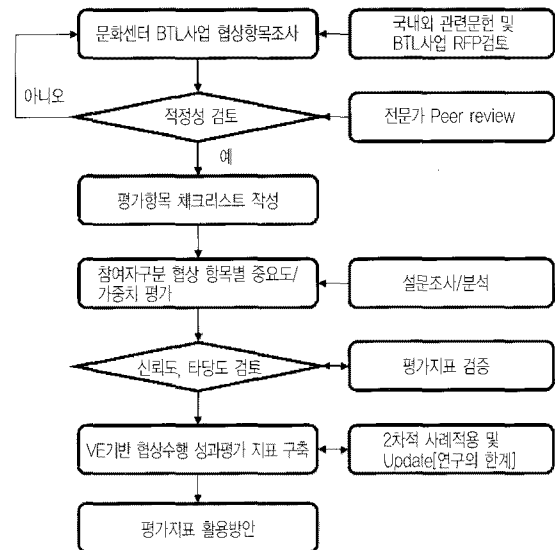 문화센터 BTL사업 협상항목조사
국내외 관련문헌 및
BTL사업 RFP검토
아니오
적정성 검토
전문가 Peer review
예
평가항목 체크리스트 작성
참여자구분 협상 항목별 중요도/
가중치 평가
설문조사/분석
신뢰도, 타당도 검토
평가지표 검증
VE기반 협상수행 성과평가 지표 구축
2차적 사례적용 및
Update[연구의 한계]
평가지표 활용방안